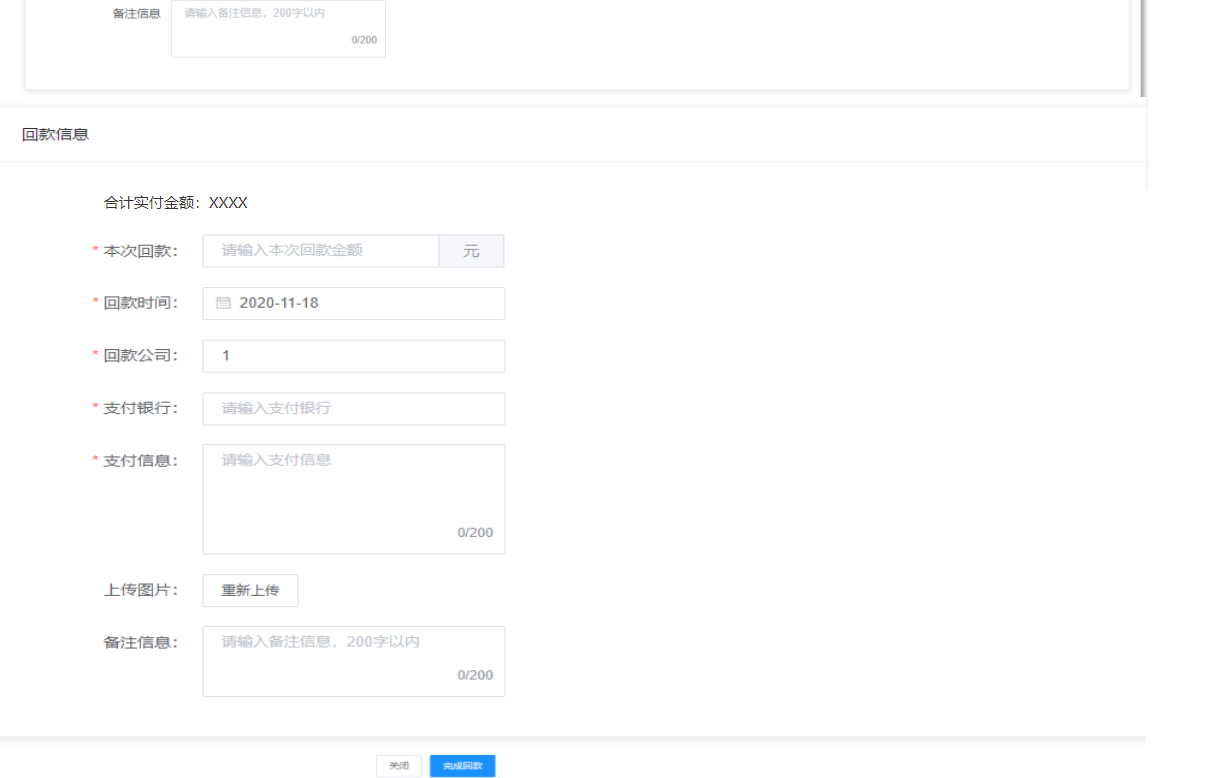 备注信息 请输入备注信息，200字以内
0/200
回款信息
合计实付金额：XXXX
* 本次回款： 请输入本次回款金额 元
* 回款时间： 2020-11-18
* 回款公司： 1
* 支付银行： 请输入支付银行
* 支付信息： 请输入支付信息
0/200
上传图片： 重新上传
备注信息： 请输入备注信息，200字以内
0/200
关闭 完成回款